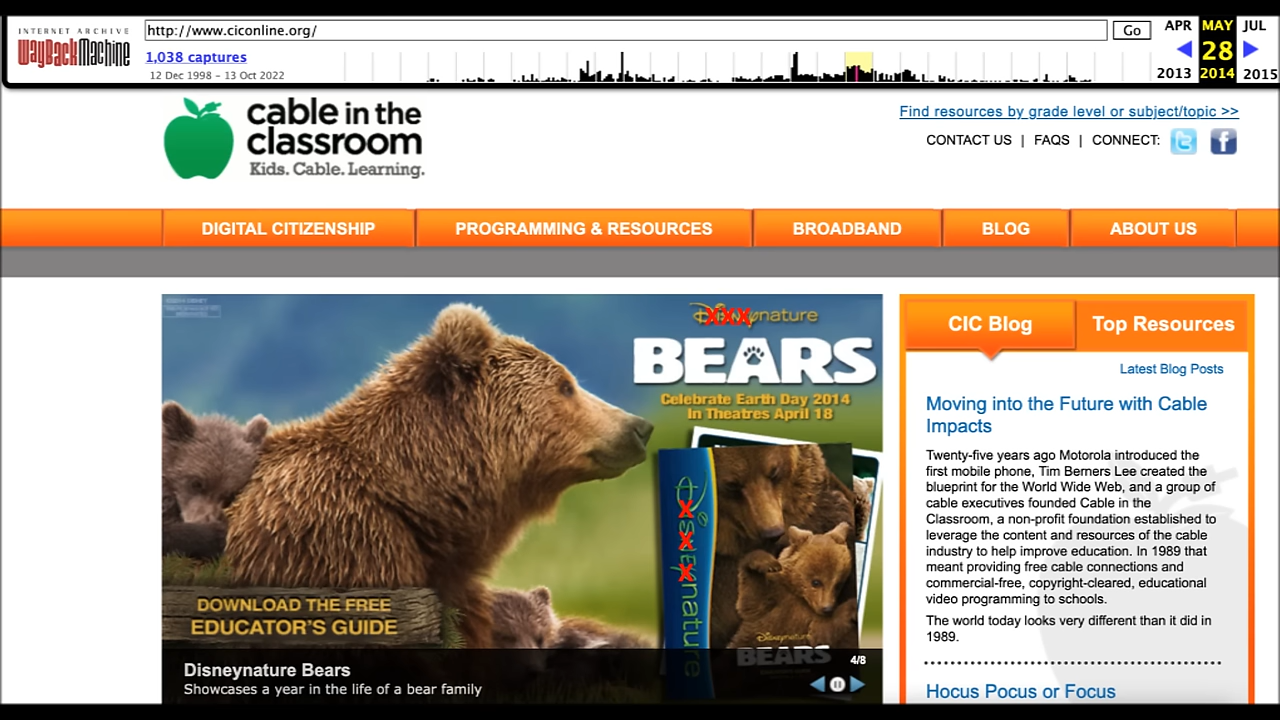 INTERNET ARCHIVE
WayBackMachine
http://www.ciconline.org/
Go
APR MAY JUL
1,038 captures
28
12 Dec 1998 – 13 Oct 2022
2013 2014 2015
cable in the
classroom
Kids. Cable. Learning.
Find resources by grade level or subject/topic >>
CONTACT US | FAQS | CONNECT:
DIGITAL CITIZENSHIP
PROGRAMMING & RESOURCES
BROADBAND
BLOG
ABOUT US
nature
BEARS
Celebrate Earth Day 2014
In Theatres April 18
nature
Disneynature
BEARS
DOWNLOAD THE FREE
EDUCATOR'S GUIDE
Disneynature Bears
Showcases a year in the life of a bear family
4/8
CIC Blog
Top Resources
Latest Blog Posts
Moving into the Future with Cable
Impacts
Twenty-five years ago Motorola introduced the
first mobile phone, Tim Berners Lee created the
blueprint for the World Wide Web, and a group of
cable executives founded Cable in the
Classroom, a non-profit foundation established to
leverage the content and resources of the cable
industry to help improve education. In 1989 that
meant providing free cable connections and
commercial-free, copyright-cleared, educational
video programming to schools.
The world today looks very different than it did in
1989.
Hocus Pocus or Focus